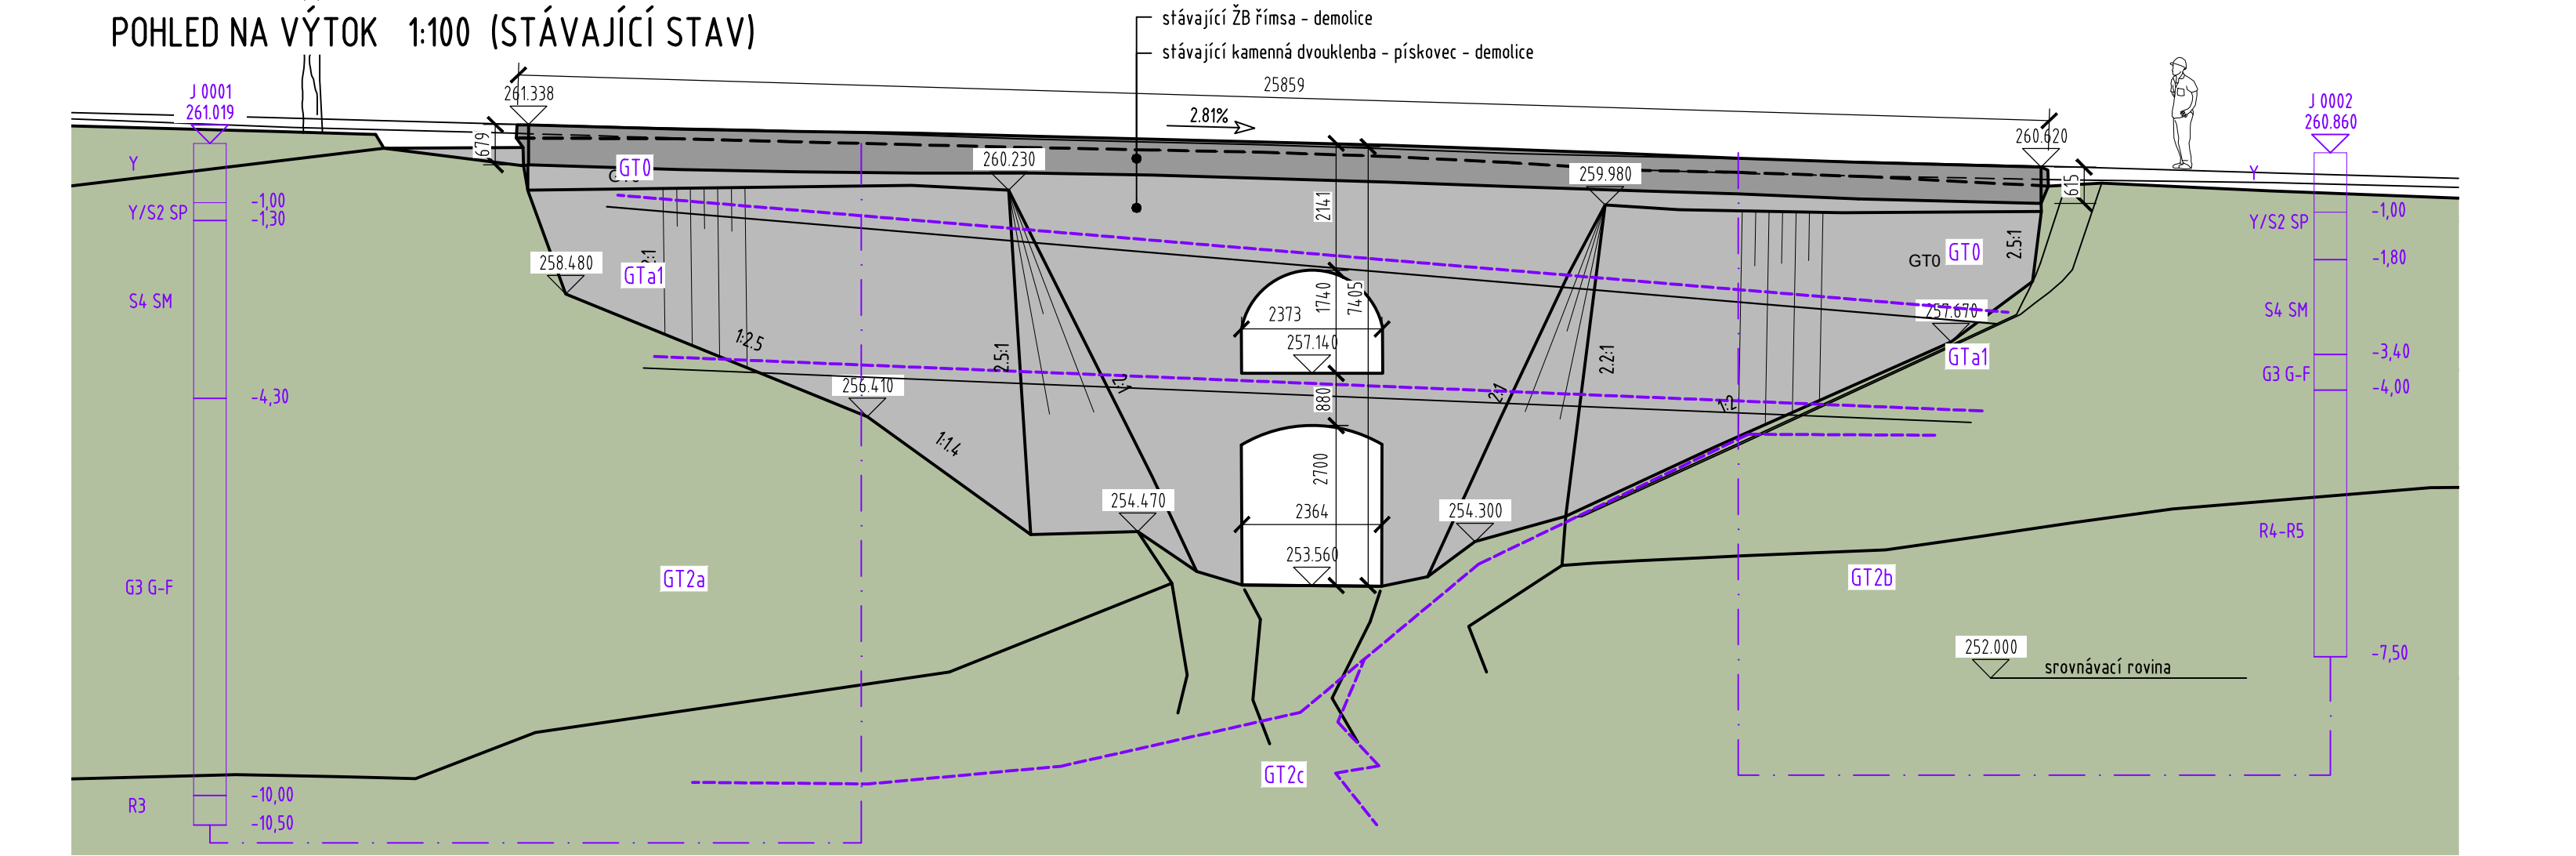 POHLED NA VÝTOK 1:100 (STÁVAJÍCÍ STAV)
stávající ŽB římsa - demolice
stávající kamenná dvouklenba - pískovec - demolice
25859
2.81%
J 0001
261.019
Y
-1,00
Y/S2 SP
-1,30
S4 SM
-4,30
G3 G-F
-10,00
R3
-10,50
261.338
679
GT0
258.480
GTa1
1:2.5
256.410
1:1.4
GT2a
260.230
2.5:1
2:1
254.470
2141
1740
7405
2373
257.140
880
2700
2364
253.560
GT2c
259.980
2:1
2.2:1
254.300
1:2
GT0
GT0
2.5:1
257.670
GTa1
GT2b
252.000
srovnávací rovina
260.620
615
J 0002
260.860
Y
-1,00
Y/S2 SP
-1,80
S4 SM
-3,40
G3 G-F
-4,00
R4-R5
-7,50